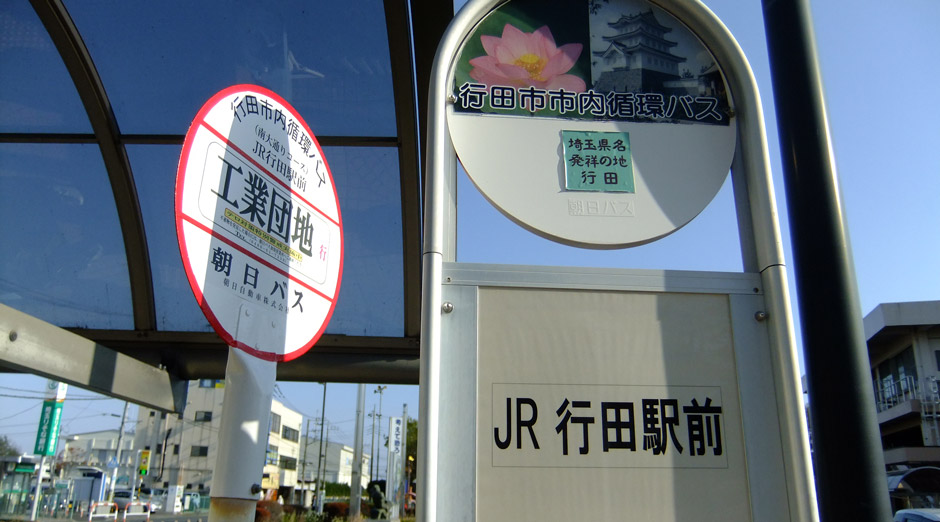 行田市市内循環バス
(南大通りコース)
JR行田駅前
工業団地 行
朝日バス
朝日自動車株式会社
行田市市内循環バス
埼玉県名
発祥の地
行田
朝日バス
JR 行田駅前